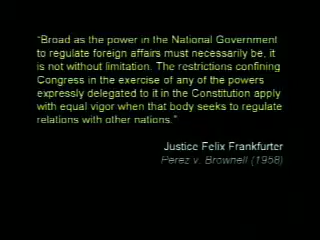 “Broad as the power in the National Government
to regulate foreign affairs must necessarily be, it
is not without limitation. The restrictions confining
Congress in the exercise of any of the powers
expressly delegated to it in the Constitution apply
with equal vigor when that body seeks to regulate
relations with other nations.”
Justice Felix Frankfurter
Perez v. Brownell (1958)